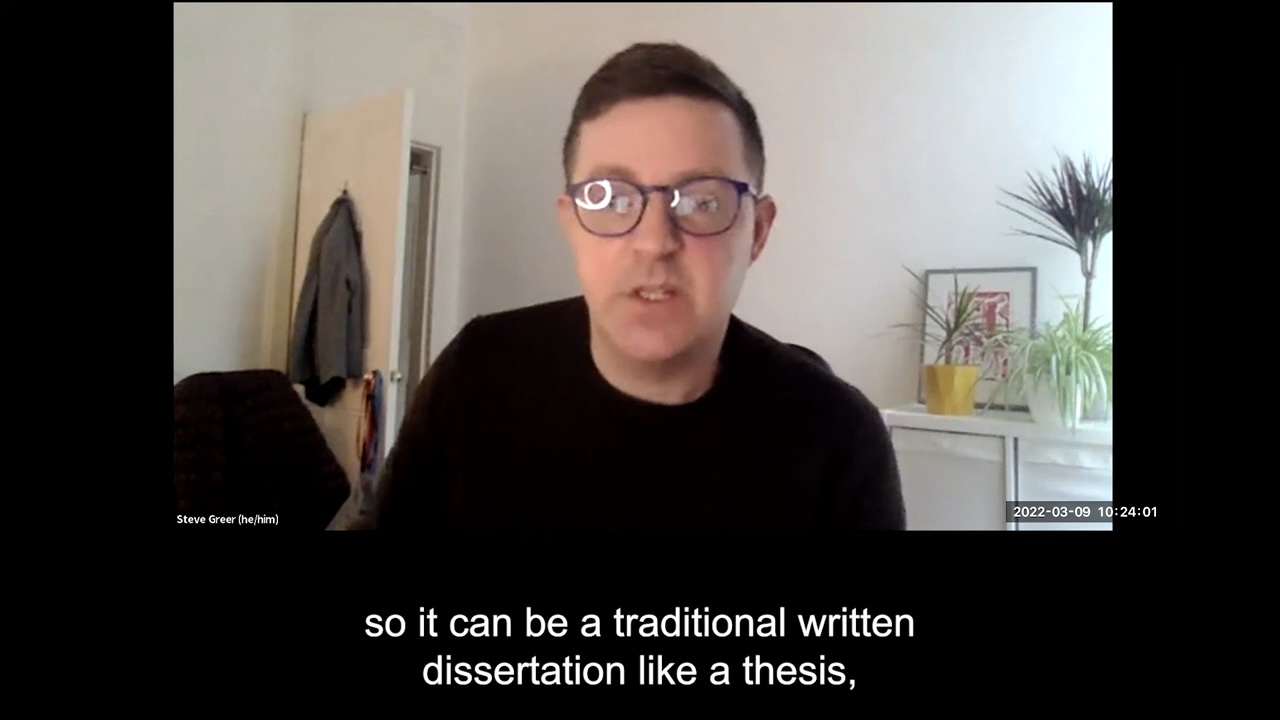 Steve Greer (he/him)
2022-03-09 10:24:01
so it can be a traditional written
dissertation like a thesis,